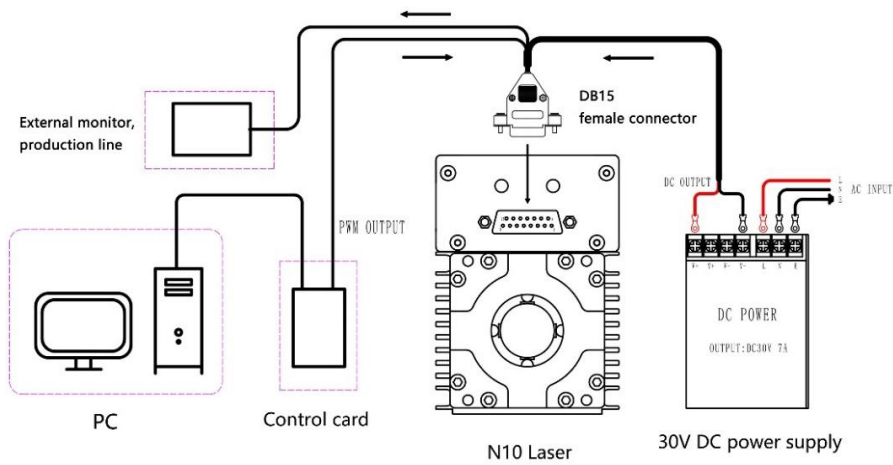 DB15
female connector
External monitor,
production line
DC OUTPUT
L
N
AC INPUT
PWM OUTPUT
V+ V+ V- V- L N E
DC POWER
OUTPUT:DC30V 7A
PC
Control card
N10 Laser
30V DC power supply